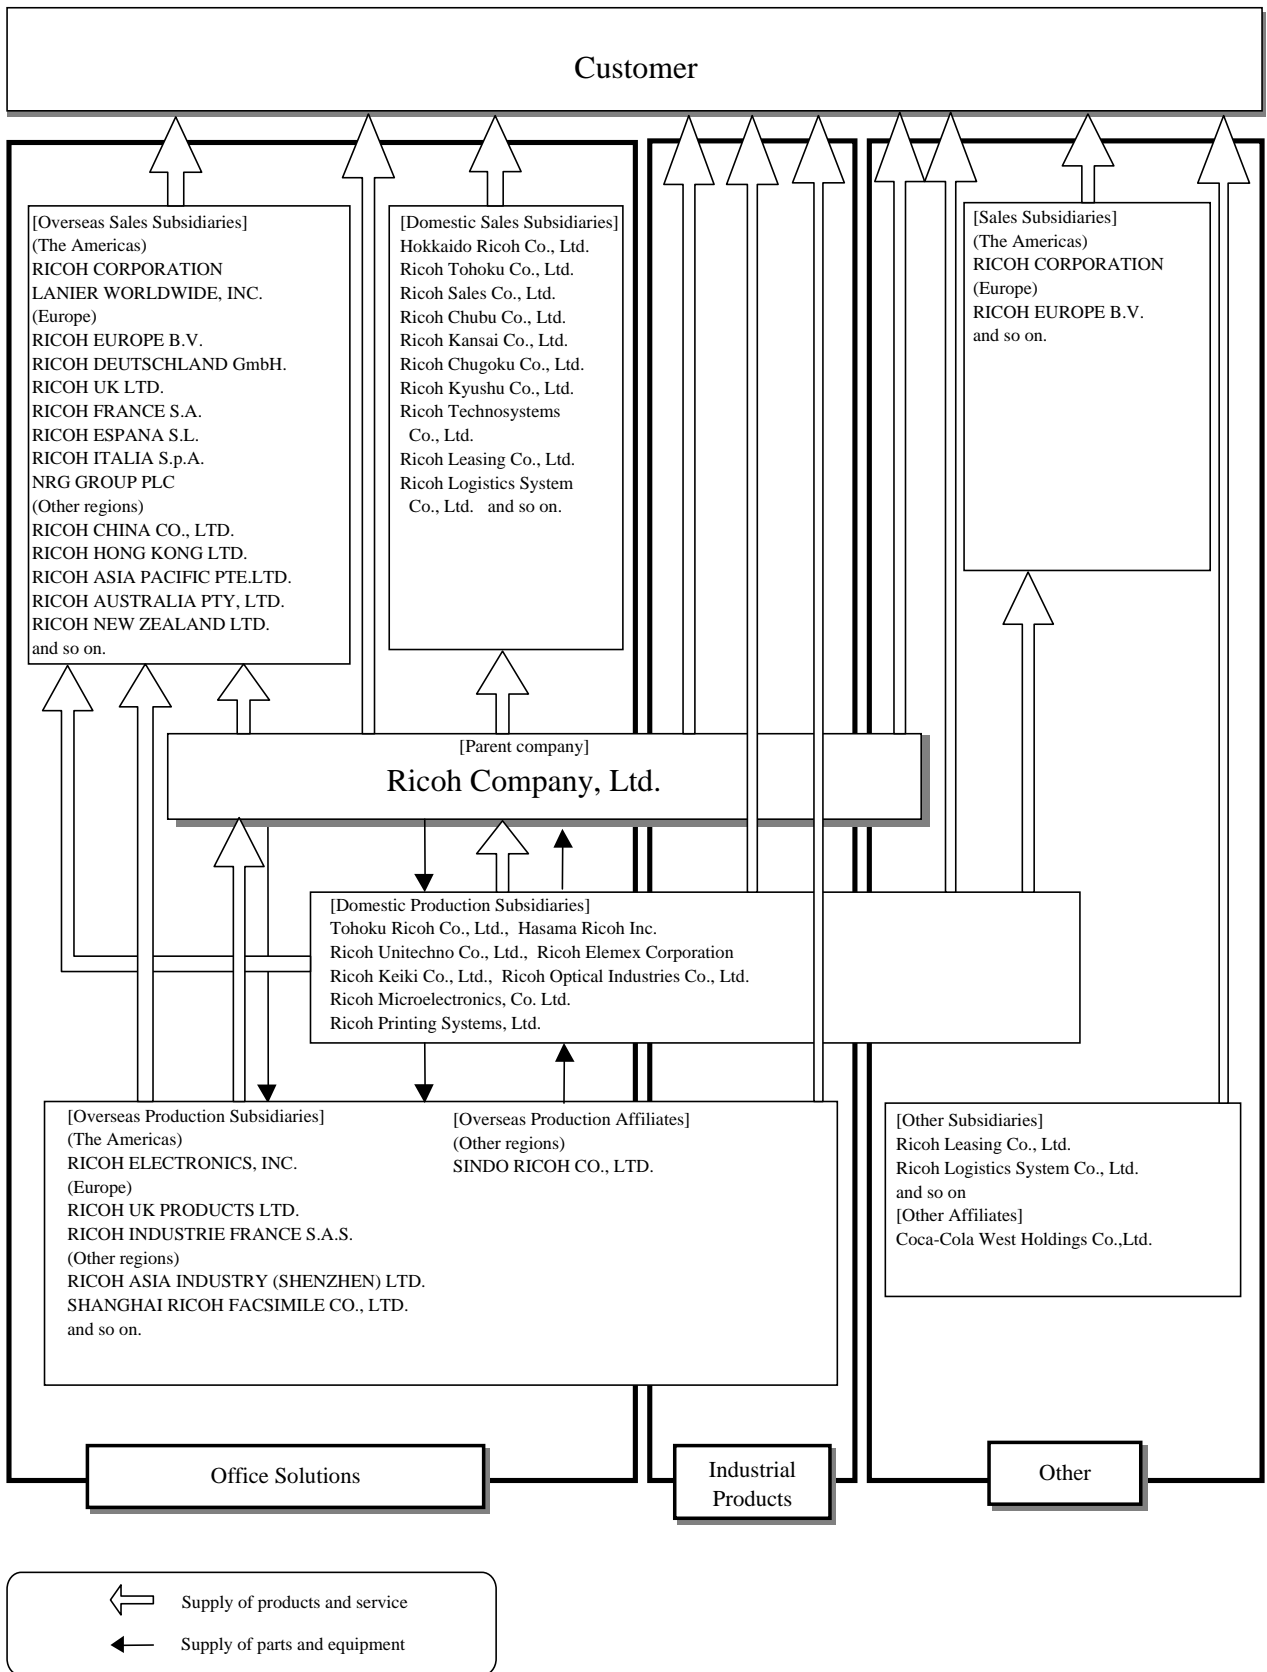 Customer
[Overseas Sales Subsidiaries]
(The Americas)
RICOH CORPORATION
LANIER WORLDWIDE, INC.
(Europe)
RICOH EUROPE B.V.
RICOH DEUTSCHLAND GmbH.
RICOH UK LTD.
RICOH FRANCE S.A.
RICOH ESPANA S.L.
RICOH ITALIA S.p.A.
NRG GROUP PLC
(Other regions)
RICOH CHINA CO., LTD.
RICOH HONG KONG LTD.
RICOH ASIA PACIFIC PTE.LTD.
RICOH AUSTRALIA PTY, LTD.
RICOH NEW ZEALAND LTD.
and so on.
[Domestic Sales Subsidiaries]
Hokkaido Ricoh Co., Ltd.
Ricoh Tohoku Co., Ltd.
Ricoh Sales Co., Ltd.
Ricoh Chubu Co., Ltd.
Ricoh Kansai Co., Ltd.
Ricoh Chugoku Co., Ltd.
Ricoh Kyushu Co., Ltd.
Ricoh Technosystems
Co., Ltd.
Ricoh Leasing Co., Ltd.
Ricoh Logistics System
Co., Ltd. and so on.
[Sales Subsidiaries]
(The Americas)
RICOH CORPORATION
(Europe)
RICOH EUROPE B.V.
and so on.
[Parent company]
Ricoh Company, Ltd.
[Domestic Production Subsidiaries]
Tohoku Ricoh Co., Ltd., Hasama Ricoh Inc.
Ricoh Unitechno Co., Ltd., Ricoh Elemex Corporation
Ricoh Keiki Co., Ltd., Ricoh Optical Industries Co., Ltd.
Ricoh Microelectronics, Co. Ltd.
Ricoh Printing Systems, Ltd.
[Overseas Production Subsidiaries]
(The Americas)
RICOH ELECTRONICS, INC.
(Europe)
RICOH UK PRODUCTS LTD.
RICOH INDUSTRIE FRANCE S.A.S.
(Other regions)
RICOH ASIA INDUSTRY (SHENZHEN) LTD.
SHANGHAI RICOH FACSIMILE CO., LTD.
and so on.
[Overseas Production Affiliates]
(Other regions)
SINDO RICOH CO., LTD.
[Other Subsidiaries]
Ricoh Leasing Co., Ltd.
Ricoh Logistics System Co., Ltd.
and so on
[Other Affiliates]
Coca-Cola West Holdings Co.,Ltd.
Office Solutions
Industrial
Products
Other
Supply of products and service
Supply of parts and equipment